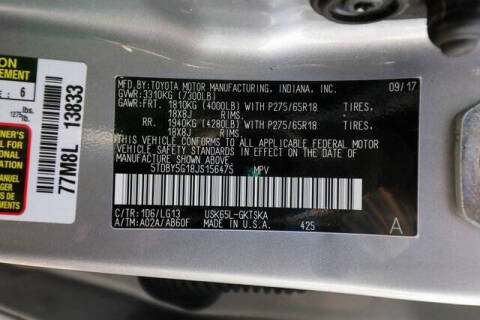 MFD.BY:TOYOTA MOTOR MANUFACTURING, INDIANA, INC. 09/17
GVWR:3310KG (7300LB)
GAWR:FRT. 1810KG (4000LB) WITH P275/65R18 TIRES,
18X8J RIMS.
RR. 1940KG (4280LB) WITH P275/65R18 TIRES,
18X8J RIMS.
THIS VEHICLE CONFORMS TO ALL APPLICABLE FEDERAL MOTOR
VEHICLE SAFETY STANDARDS IN EFFECT ON THE DATE OF
MANUFACTURE SHOWN ABOVE.
5TDBY5G18JS156475 MPV
C/TR:1D6/LG13 USK65L-GKTSKA
A/TM:A02A/AB60F 425 A
77M8L 13833
6
lbs.